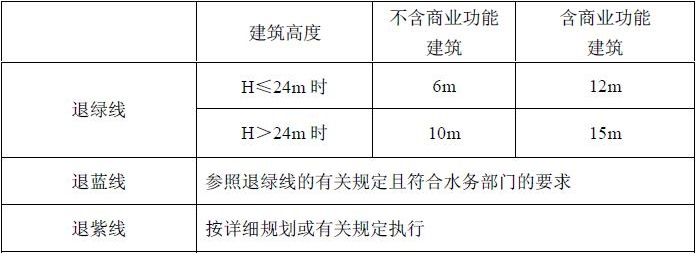 建筑高度 不含商业功能建筑 含商业功能建筑
退绿线 H≤24m 时 6m 12m
H＞24m 时 10m 15m
退蓝线 参照退绿线的有关规定且符合水务部门的要求
退紫线 按详细规划或有关规定执行